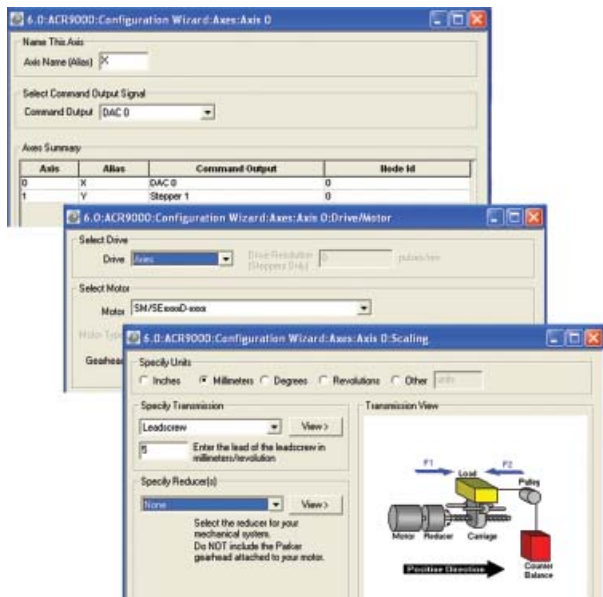 6.0:ACR9000:Configuration Wizard:Axes:Axis 0
Name This Axis
Axis Name (Alias) X
Select Command Output Signal
Command Output DAC 0
Axes Summary
Axis Alias Command Output Node Id
0 X DAC 0 0
1 Y Stepper 1 0
6.0:ACR9000:Configuration Wizard:Axes:Axis 0:Drive/Motor
Select Drive
Drive Aries Drive Resolution 0 pulses/rev
(Steppers Only)
Select Motor
Motor SM/SExxxD-xxxx
Motor Type
Gearhead
6.0:ACR9000:Configuration Wizard:Axes:Axis 0:Scaling
Specify Units
Inches Millimeters Degrees Revolutions Other units
Specify Transmission
Leadscrew View >
5 Enter the lead of the leadscrew in
millimeters/revolution
Specify Reducer(s)
None View >
Select the reducer for your
mechanical system.
Do NOT include the Parker
gearhead attached to your motor.
Transmission View
F1 Load F2
Pulley
Motor Reducer Carriage
Positive Direction
Counter
Balance